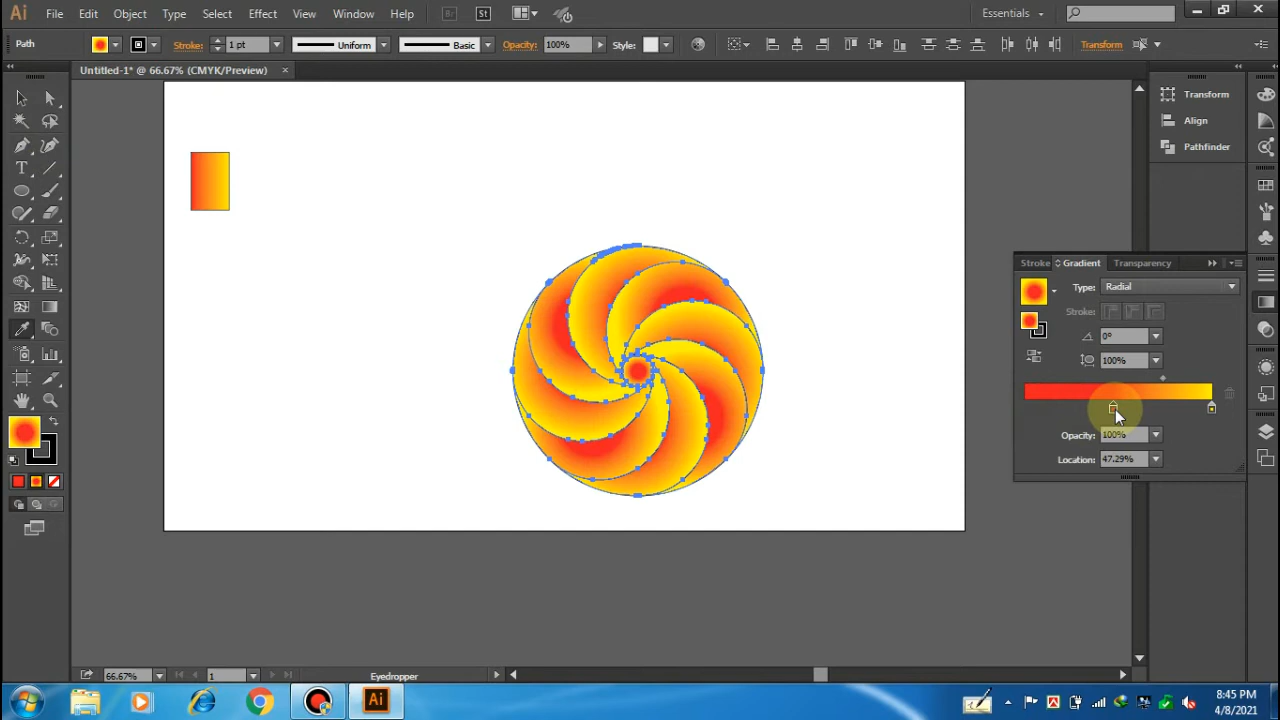 Ai File Edit Object Type Select Effect View Window Help Br St Essentials
Path Stroke: 1 pt Uniform Basic Opacity: 100% Style: Transform
Untitled-1* @ 66.67% (CMYK/Preview)
Transform
Align
Pathfinder
Stroke Gradient Transparency
Type: Radial
Stroke:
0°
100%
Opacity: 100%
Location: 47.29%
66.67% 1 Eyedropper
Ai
8:45 PM
4/8/2021